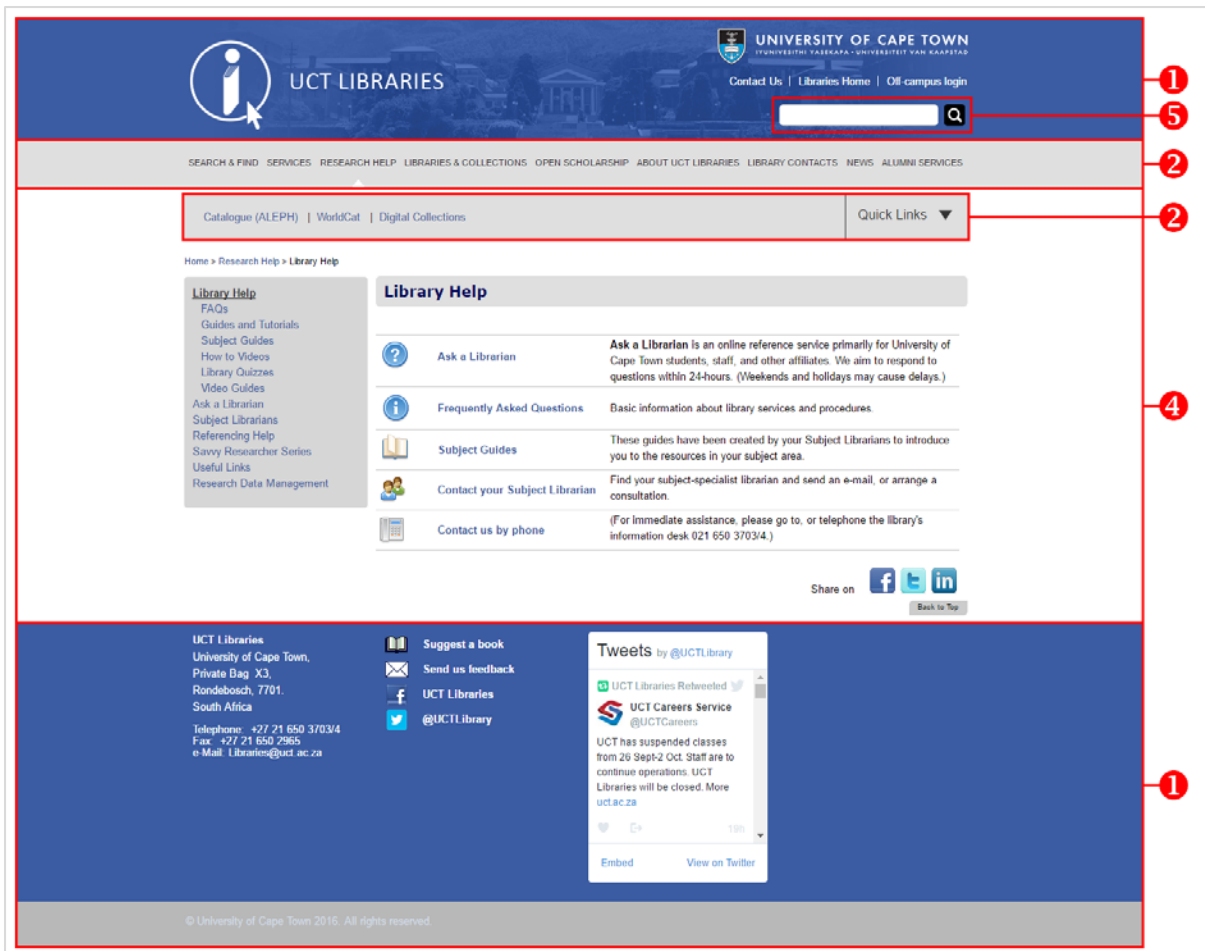 UNIVERSITY OF CAPE TOWN
IYUNIVESITHI YASEKAPA · UNIVERSITEIT VAN KAAPSTAD
UCT LIBRARIES
Contact Us | Libraries Home | Off-campus login
1
5
SEARCH & FIND SERVICES RESEARCH HELP LIBRARIES & COLLECTIONS OPEN SCHOLARSHIP ABOUT UCT LIBRARIES LIBRARY CONTACTS NEWS ALUMNI SERVICES
2
Catalogue (ALEPH) | WorldCat | Digital Collections
Quick Links ▼
2
Home > Research Help > Library Help
Library Help
FAQs
Guides and Tutorials
Subject Guides
How to Videos
Library Quizzes
Video Guides
Ask a Librarian
Subject Librarians
Referencing Help
Savvy Researcher Series
Useful Links
Research Data Management
Library Help
Ask a Librarian
Ask a Librarian is an online reference service primarily for University of
Cape Town students, staff, and other affiliates. We aim to respond to
questions within 24-hours. (Weekends and holidays may cause delays.)
Frequently Asked Questions
Basic information about library services and procedures.
4
Subject Guides
These guides have been created by your Subject Librarians to introduce
you to the resources in your subject area.
Contact your Subject Librarian
Find your subject-specialist librarian and send an e-mail, or arrange a
consultation.
Contact us by phone
(For immediate assistance, please go to, or telephone the library's
information desk 021 650 3703/4.)
Share on
Back to Top
UCT Libraries
University of Cape Town,
Private Bag X3,
Rondebosch, 7701.
South Africa
Telephone: +27 21 650 3703/4
Fax: +27 21 650 2965
e-Mail: Libraries@uct.ac.za
Suggest a book
Send us feedback
UCT Libraries
@UCTLibrary
Tweets by @UCTLibrary
UCT Libraries Retweeted
UCT Careers Service
@UCTCareers
UCT has suspended classes
from 26 Sept-2 Oct. Staff are to
continue operations. UCT
Libraries will be closed. More
uct.ac.za
19h
Embed View on Twitter
1
© University of Cape Town 2016. All rights reserved.